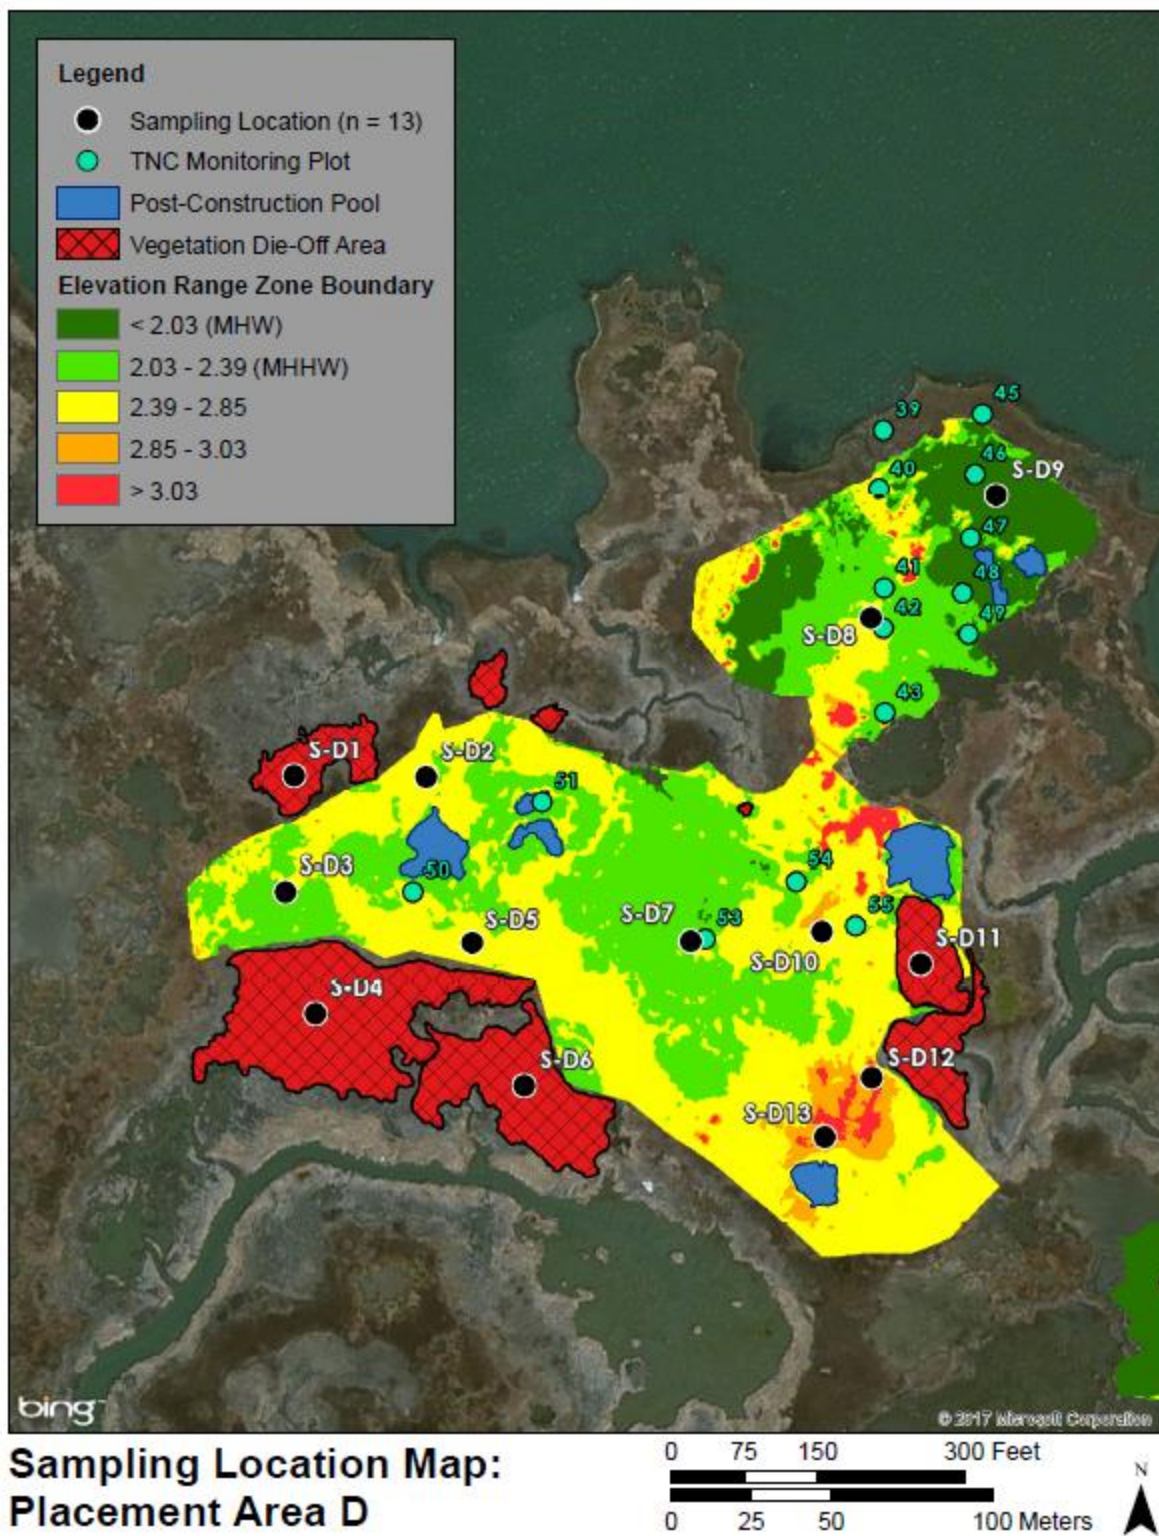 Legend
Sampling Location (n = 13)
TNC Monitoring Plot
Post-Construction Pool
Vegetation Die-Off Area
Elevation Range Zone Boundary
< 2.03 (MHW)
2.03 - 2.39 (MHHW)
2.39 - 2.85
2.85 - 3.03
> 3.03
45
39
46
S-D9
40
47
41
48
42
49
S-D8
43
S-D1
S-D2
51
S-D3
50
54
S-D5
S-D7
53
55
S-D10
S-D11
S-D4
S-D6
S-D12
S-D13
bing
© 2017 Microsoft Corporation
Sampling Location Map:
Placement Area D
0 75 150 300 Feet
0 25 50 100 Meters
N